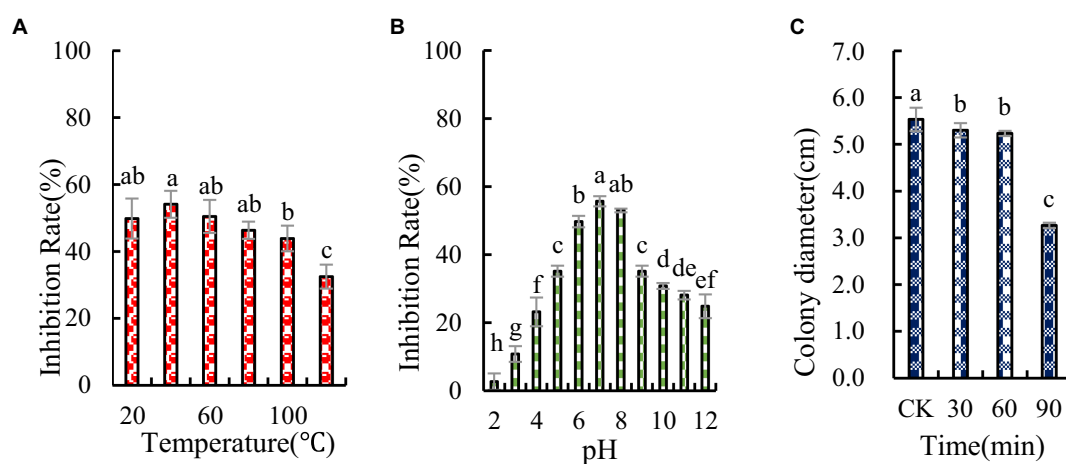 A
100
80
60
40
20
0
Inhibition Rate(%)
ab
a
ab
ab
b
c
20
60
100
Temperature(℃)
B
100
80
60
40
20
0
Inhibition Rate(%)
h
g
f
c
b
a
ab
c
d
de
ef
2
4
6
8
10
12
pH
C
7.0
6.0
5.0
4.0
3.0
2.0
1.0
0.0
Colony diameter(cm)
a
b
b
c
CK
30
60
90
Time(min)